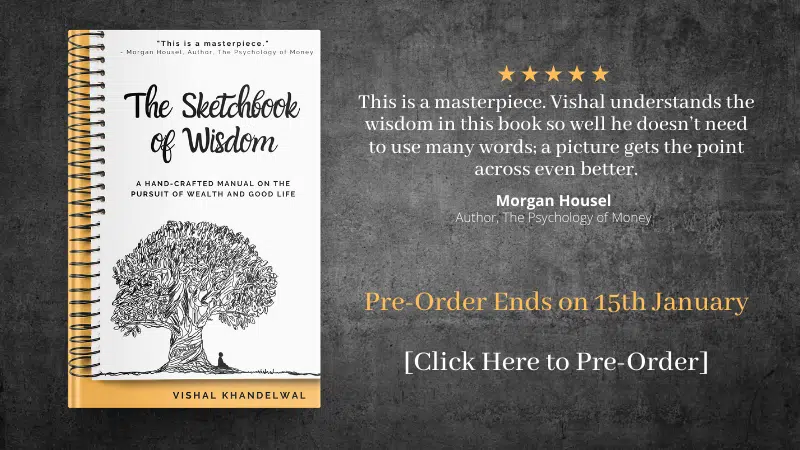 "This is a masterpiece."
- Morgan Housel, Author, The Psychology of Money
The Sketchbook
of Wisdom
A HAND-CRAFTED MANUAL ON THE
PURSUIT OF WEALTH AND GOOD LIFE
VISHAL KHANDELWAL
This is a masterpiece. Vishal understands the
wisdom in this book so well he doesn't need
to use many words; a picture gets the point
across even better.
Morgan Housel
Author, The Psychology of Money
Pre-Order Ends on 15th January
[Click Here to Pre-Order]